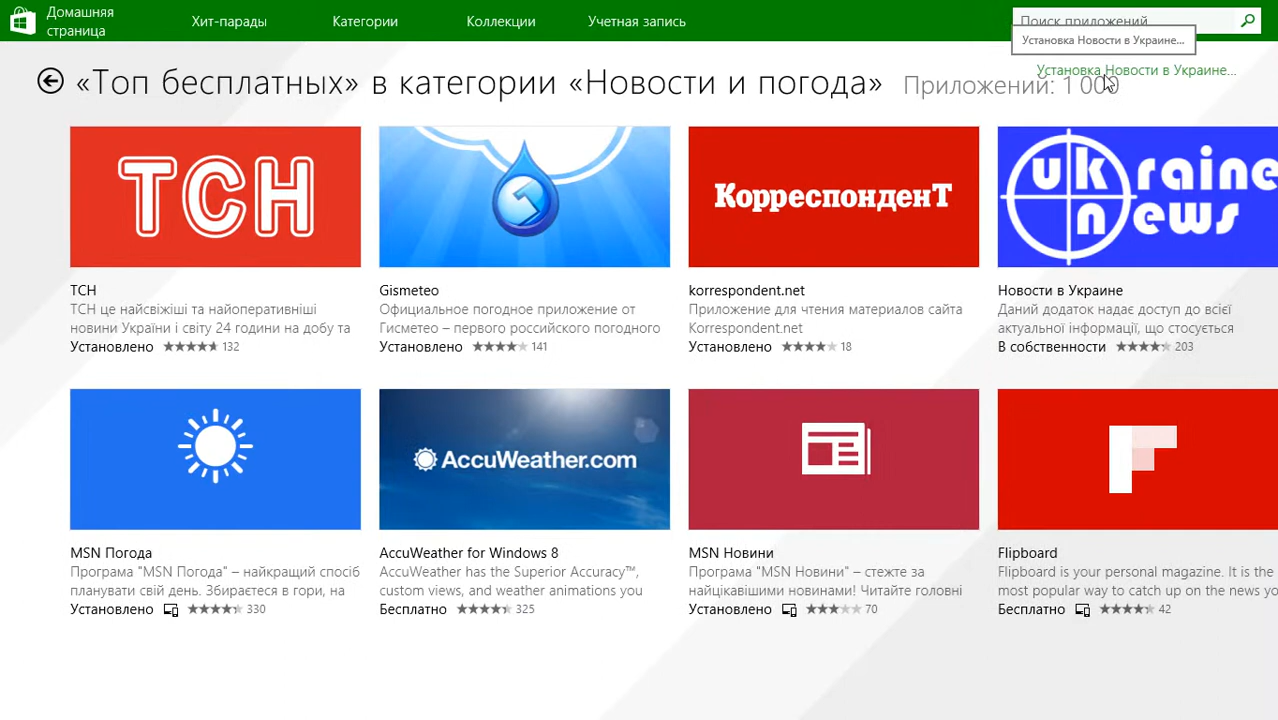 Домашняя
страница
Хит-парады
Категории
Коллекции
Учетная запись
Поиск приложений
Установка Новости в Украине...
Установка Новости в Украине...
«Топ бесплатных» в категории «Новости и погода» Приложений: 1 000
ТСН
КорреспонденТ
ukraine
news
ТСН
ТСН це найсвіжіші та найоперативніші
новини України і світу 24 години на добу та
Установлено 132
Gismeteo
Официальное погодное приложение от
Гисметео – первого российского погодного
Установлено 141
korrespondent.net
Приложение для чтения материалов сайта
Korrespondent.net
Установлено 18
Новости в Украине
Даний додаток надає доступ до всієї
актуальної інформації, що стосується
В собственности 203
AccuWeather.com
MSN Погода
Програма "MSN Погода" – найкращий спосіб
планувати свій день. Збираєтеся в гори, на
Установлено 330
AccuWeather for Windows 8
AccuWeather has the Superior Accuracy™,
custom views, and weather animations you
Бесплатно 325
MSN Новини
Програма "MSN Новини" – стежте за
найцікавішими новинами! Читайте головні
Установлено 70
Flipboard
Flipboard is your personal magazine. It is the
most popular way to catch up on the news yo
Бесплатно 42